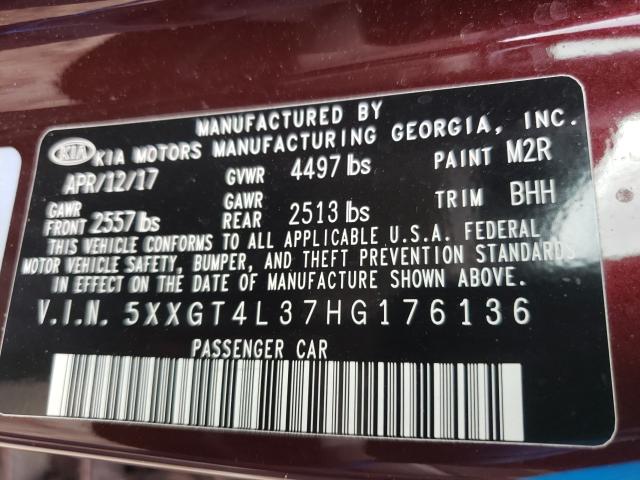 MANUFACTURED BY
KIA KIA MOTORS MANUFACTURING GEORGIA, INC.
APR/12/17 GVWR 4497 lbs PAINT M2R
GAWR FRONT 2557 lbs GAWR REAR 2513 lbs TRIM BHH
THIS VEHICLE CONFORMS TO ALL APPLICABLE U.S.A. FEDERAL
MOTOR VEHICLE SAFETY, BUMPER, AND THEFT PREVENTION STANDARDS
IN EFFECT ON THE DATE OF MANUFACTURE SHOWN ABOVE.
V.I.N. 5XXGT4L37HG176136
PASSENGER CAR